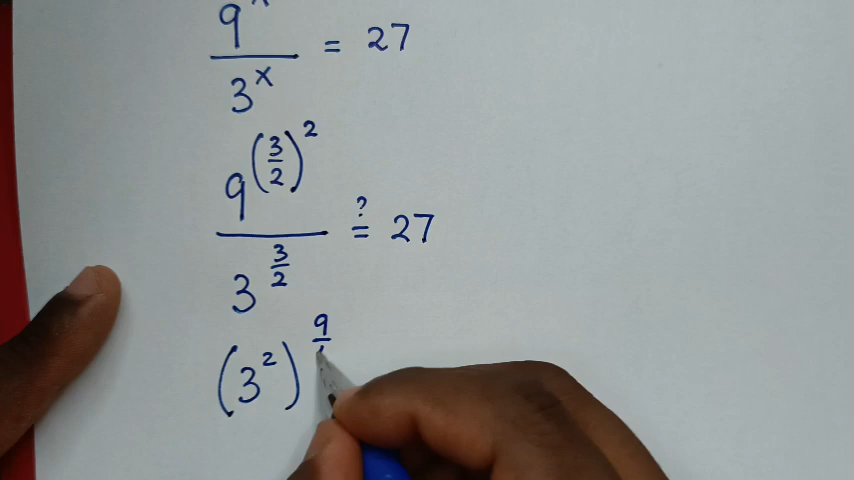 9^x / 3^x = 27
9^(3/2)^2 / 3^(3/2) ?= 27
(3^2)^9/